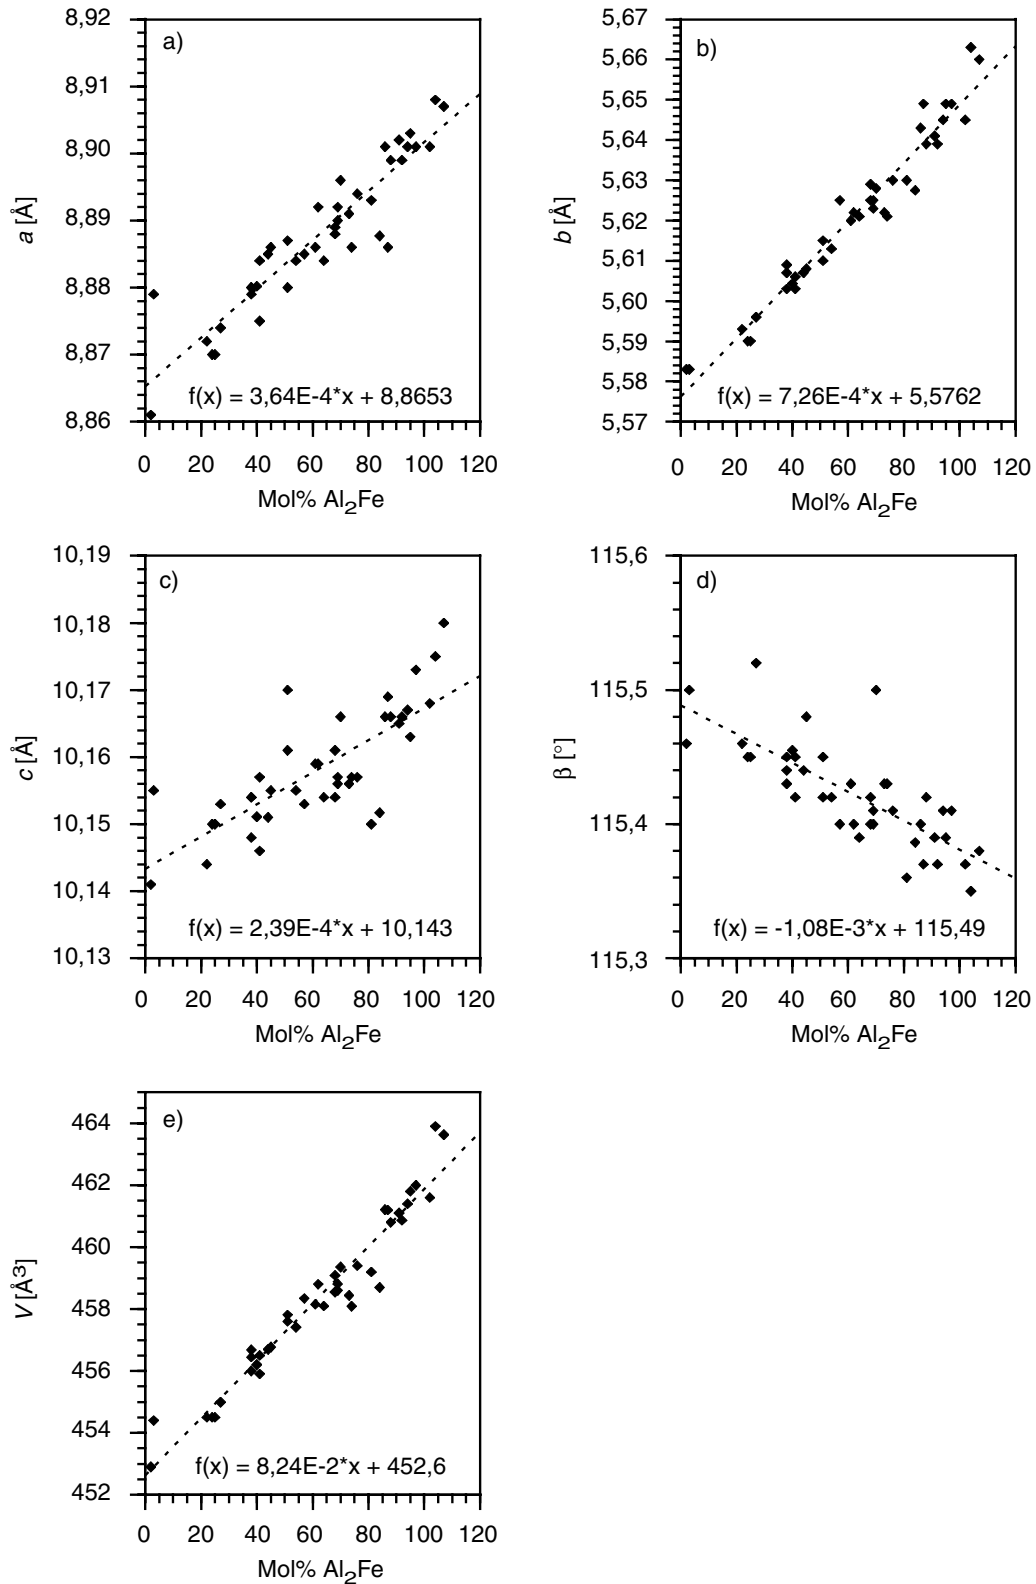 8,92
8,91
8,90
8,89
8,88
8,87
8,86
a [Å]
a)
f(x) = 3,64E-4*x + 8,8653
0 20 40 60 80 100 120
Mol% Al₂Fe
5,67
5,66
5,65
5,64
5,63
5,62
5,61
5,60
5,59
5,58
5,57
b [Å]
b)
f(x) = 7,26E-4*x + 5,5762
0 20 40 60 80 100 120
Mol% Al₂Fe
10,19
10,18
10,17
10,16
10,15
10,14
10,13
c [Å]
c)
f(x) = 2,39E-4*x + 10,143
0 20 40 60 80 100 120
Mol% Al₂Fe
115,6
115,5
115,4
115,3
β [°]
d)
f(x) = -1,08E-3*x + 115,49
0 20 40 60 80 100 120
Mol% Al₂Fe
464
462
460
458
456
454
452
V [Å³]
e)
f(x) = 8,24E-2*x + 452,6
0 20 40 60 80 100 120
Mol% Al₂Fe